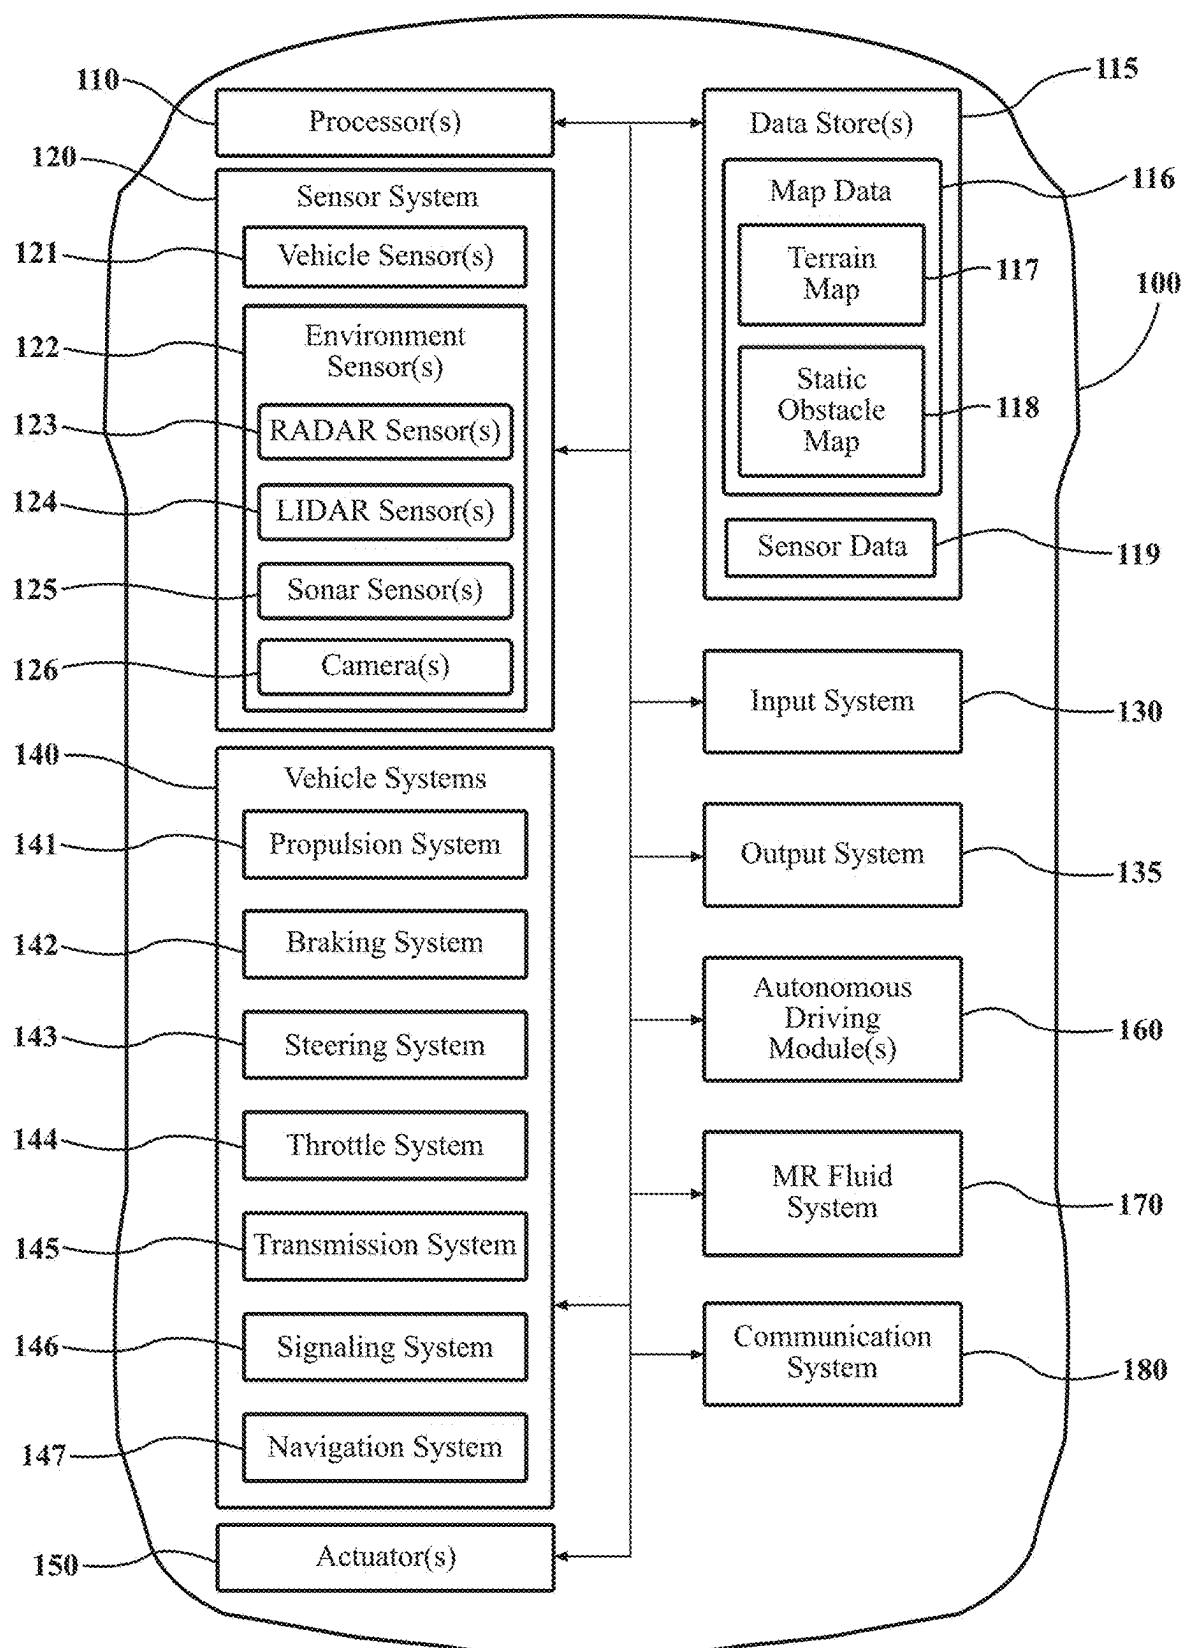 110
Processor(s)
120
Sensor System
121
Vehicle Sensor(s)
122
Environment
Sensor(s)
123
RADAR Sensor(s)
124
LIDAR Sensor(s)
125
Sonar Sensor(s)
126
Camera(s)
140
Vehicle Systems
141
Propulsion System
142
Braking System
143
Steering System
144
Throttle System
145
Transmission System
146
Signaling System
147
Navigation System
150
Actuator(s)
115
Data Store(s)
116
Map Data
Terrain
Map
117
100
Static
Obstacle
Map
118
Sensor Data
119
Input System
130
Output System
135
Autonomous
Driving
Module(s)
160
MR Fluid
System
170
Communication
System
180